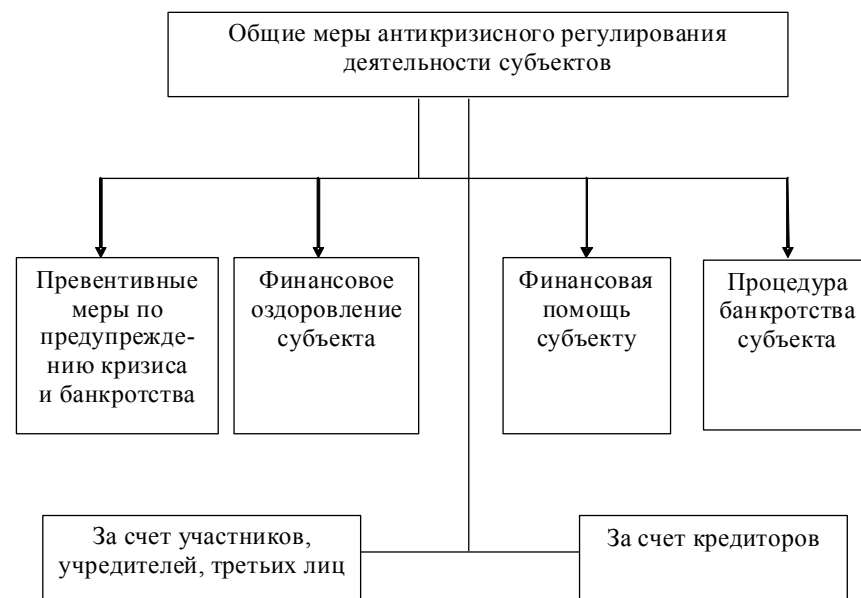 Общие меры антикризисного регулирования
деятельности субъектов
Превентивные
меры по
предупрежде-
нию кризиса
и банкротства
Финансовое
оздоровление
субъекта
Финансовая
помощь
субъекту
Процедура
банкротства
субъекта
За счет участников,
учредителей, третьих лиц
За счет кредиторов